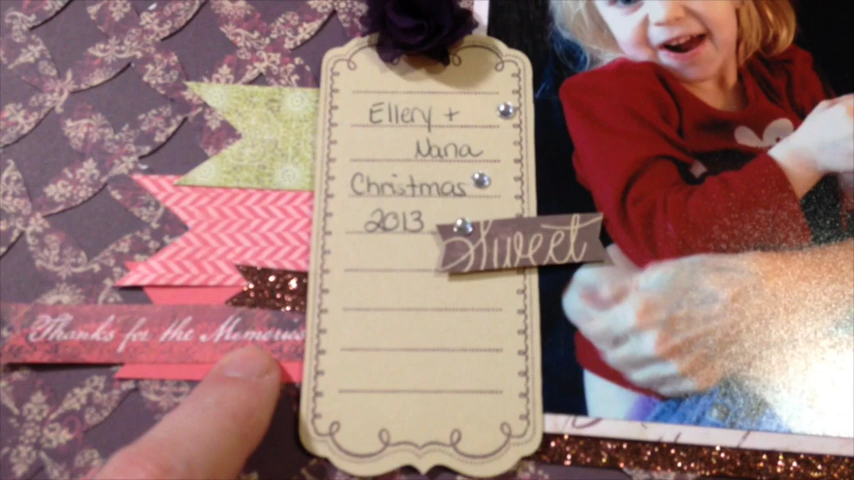 Ellery +
Nana
Christmas
2013
Sweet
Thanks for the Memories